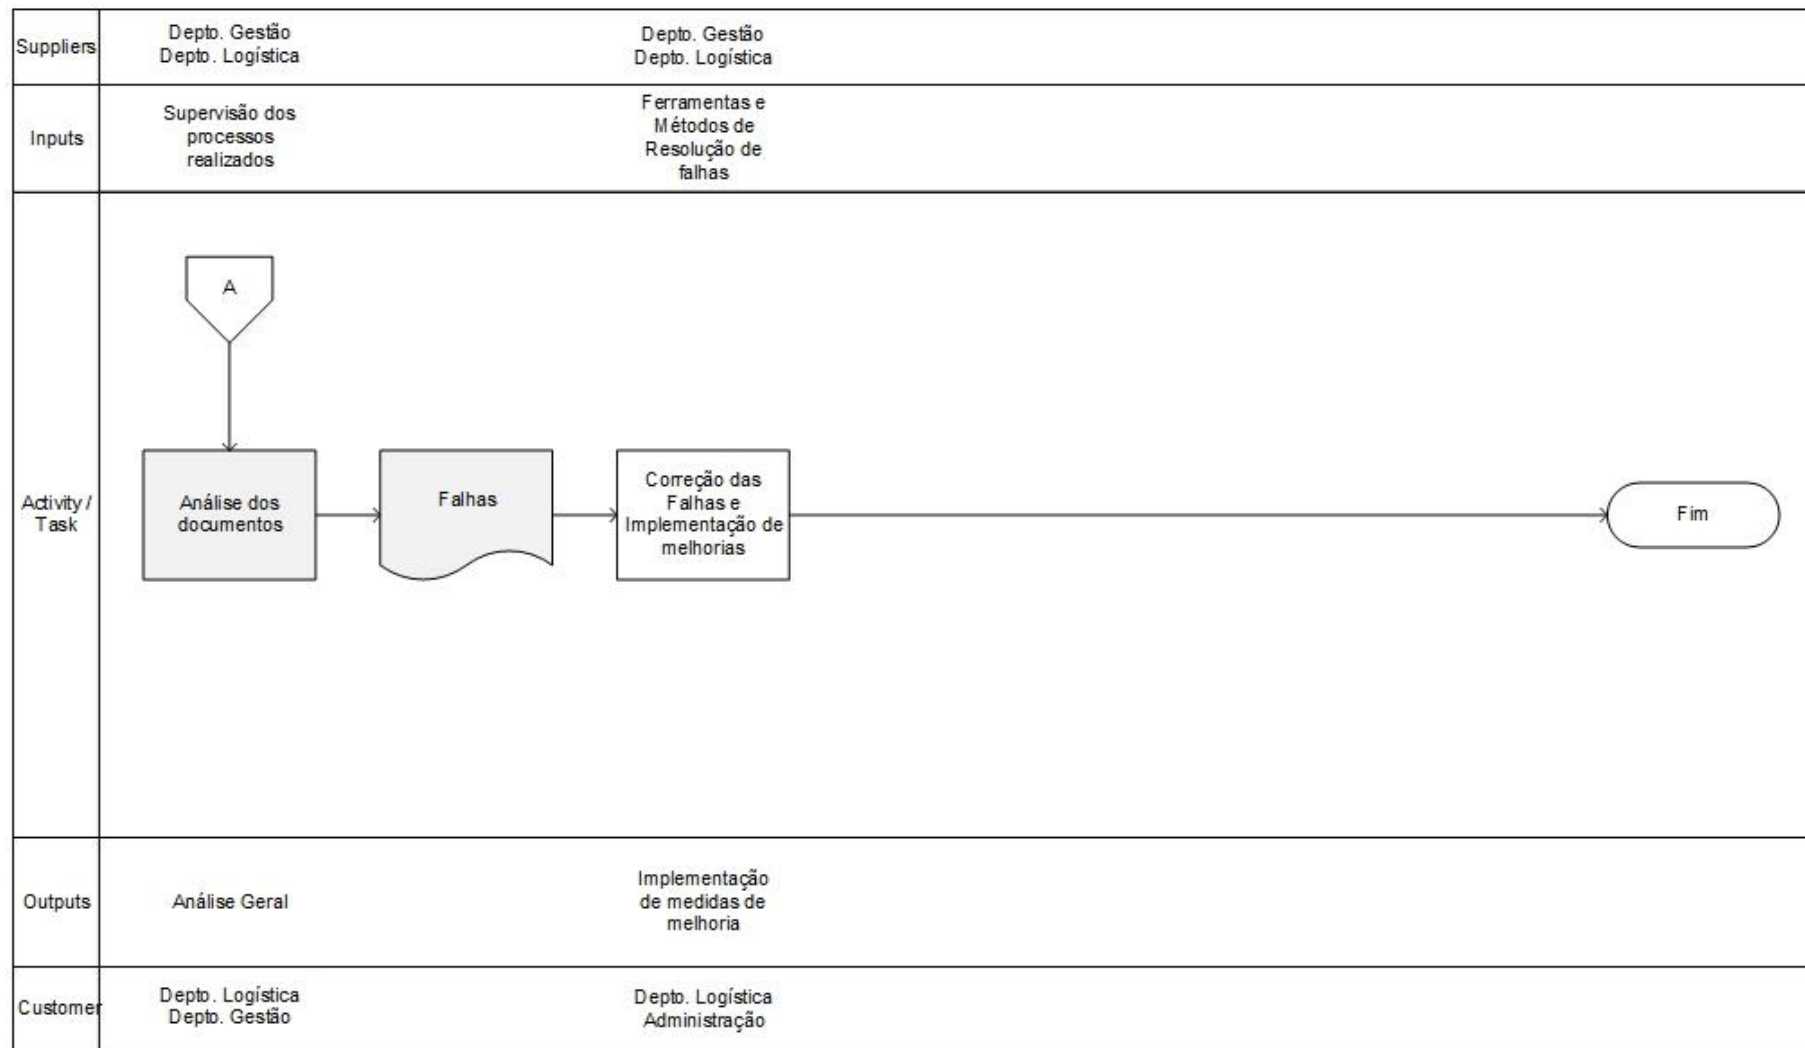 Suppliers
Depto. Gestão
Depto. Logística
Depto. Gestão
Depto. Logística
Inputs
Supervisão dos
processos
realizados
Ferramentas e
Métodos de
Resolução de
falhas
Activity /
Task
A
Análise dos
documentos
Falhas
Correção das
Falhas e
Implementação de
melhorias
Fim
Outputs
Análise Geral
Implementação
de medidas de
melhoria
Customer
Depto. Logística
Depto. Gestão
Depto. Logística
Administração